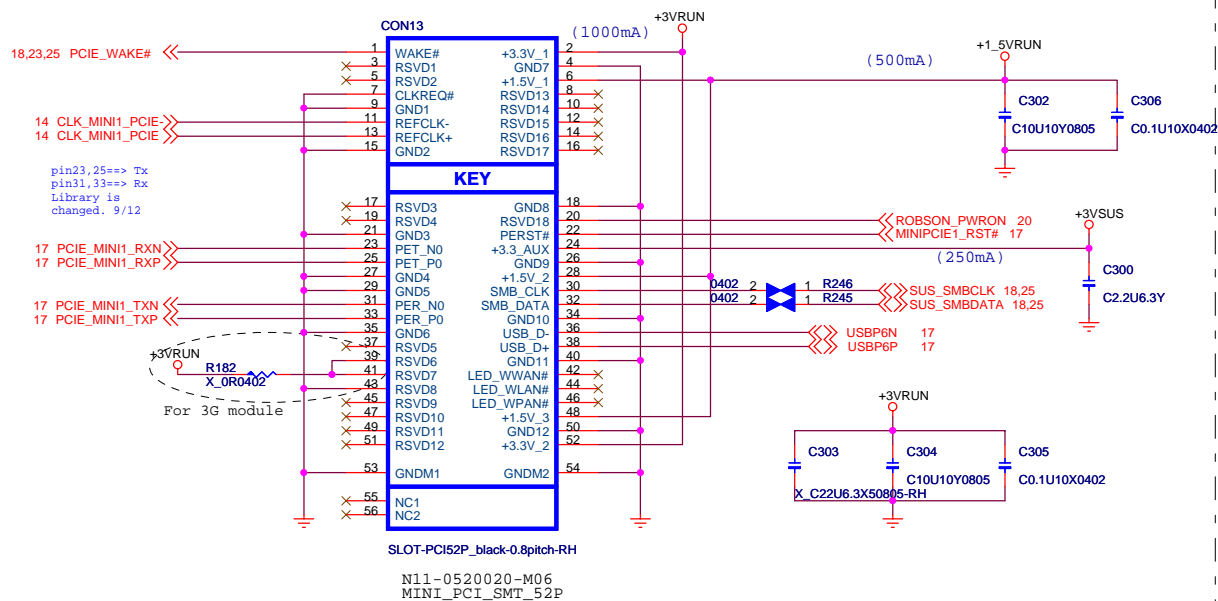 CON13
(1000mA)
+3VRUN
18,23,25 PCIE_WAKE#
1 WAKE# +3.3V_1 2
3 RSVD1 GND7 4
5 RSVD2 +1.5V_1 6
7 CLKREQ# RSVD13 8
9 GND1 RSVD14 10
11 REFCLK- RSVD15 12
13 REFCLK+ RSVD16 14
15 GND2 RSVD17 16
14 CLK_MINI1_PCIE-
14 CLK_MINI1_PCIE
pin23,25==> Tx
pin31,33==> Rx
Library is
changed. 9/12
KEY
17 RSVD3 GND8 18
19 RSVD4 RSVD18 20
21 GND3 PERST# 22
23 PET_N0 +3.3_AUX 24
25 PET_P0 GND9 26
27 GND4 +1.5V_2 28
29 GND5 SMB_CLK 30
31 PER_N0 SMB_DATA 32
33 PER_P0 GND10 34
35 GND6 USB_D- 36
37 RSVD5 USB_D+ 38
39 RSVD6 GND11 40
41 RSVD7 LED_WWAN# 42
43 RSVD8 LED_WLAN# 44
45 RSVD9 LED_WPAN# 46
47 RSVD10 +1.5V_3 48
49 RSVD11 GND12 50
51 RSVD12 +3.3V_2 52
53 GNDM1 GNDM2 54
55 NC1
56 NC2
17 PCIE_MINI1_RXN
17 PCIE_MINI1_RXP
17 PCIE_MINI1_TXN
17 PCIE_MINI1_TXP
+3VRUN
R182
X_0R0402
For 3G module
SLOT-PCI52P_black-0.8pitch-RH
N11-0520020-M06
MINI_PCI_SMT_52P
+1_5VRUN
(500mA)
C302
C10U10Y0805
C306
C0.1U10X0402
ROBSON_PWRON 20
MINIPCIE1_RST# 17
+3VSUS
(250mA)
C300
C2.2U6.3Y
0402 2 1 R246
0402 2 1 R245
SUS_SMBCLK 18,25
SUS_SMBDATA 18,25
USBP6N 17
USBP6P 17
+3VRUN
C303
X_C22U6.3X50805-RH
C304
C10U10Y0805
C305
C0.1U10X0402